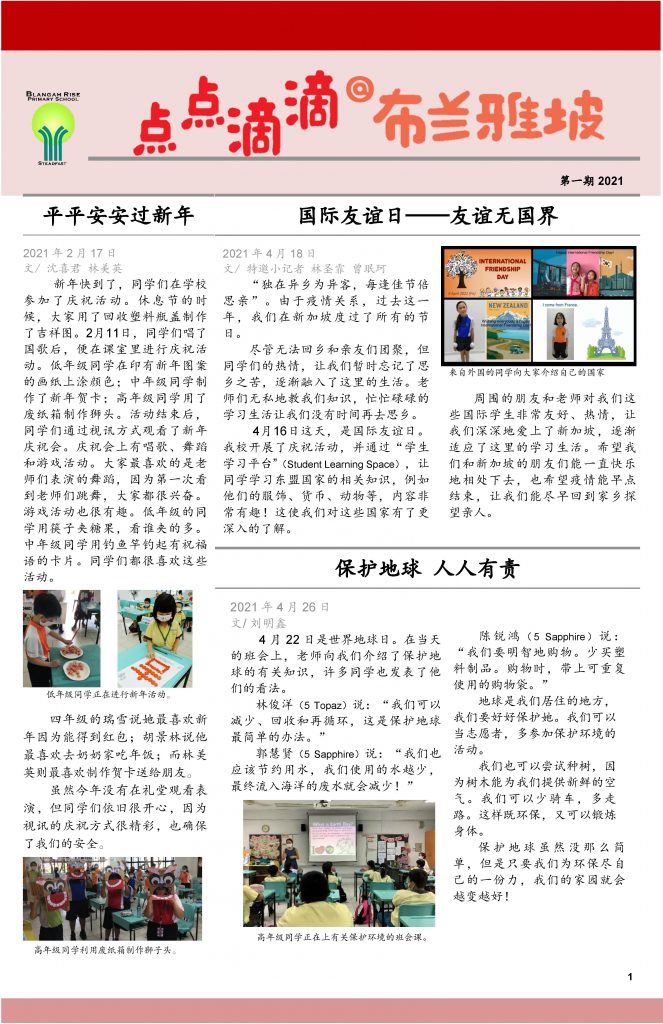 BLANGAH RISE
PRIMARY SCHOOL
STEADFAST
点点滴滴@布兰雅坡
第一期 2021
平平安安过新年
2021 年 2 月 17 日
文/ 沈喜君 林美英
新年快到了，同学们在学校
参加了庆祝活动。休息节的时
候，大家用了回收塑料瓶盖制作
了吉祥图。2月11日，同学们唱了
国歌后，便在课室里进行庆祝活
动。低年级同学在印有新年图案
的画纸上涂颜色；中年级同学制
作了新年贺卡；高年级同学用了
废纸箱制作狮头。活动结束后，
同学们通过视讯方式观看了新年
庆祝会。庆祝会上有唱歌、舞蹈
和游戏活动。大家最喜欢的是老
师们表演的舞蹈，因为第一次看
到老师们跳舞，大家都很兴奋。
游戏活动也很有趣。低年级的同
学用筷子夹糖果，看谁夹的多。
中年级同学用钓鱼竿钓起有祝福
语的卡片。同学们都很喜欢这些
活动。
低年级同学正在进行新年活动。
四年级的瑞雪说她最喜欢新
年因为能得到红包；胡景林说他
最喜欢去奶奶家吃年饭；而林美
英则最喜欢制作贺卡送给朋友。
虽然今年没有在礼堂观看表
演，但同学们依旧很开心，因为
视讯的庆祝方式很精彩，也确保
了我们的安全。
高年级同学利用废纸箱制作狮子头。
国际友谊日——友谊无国界
2021 年 4 月 18 日
文/ 特邀小记者 林圣霏 曾珉珂
“独在异乡为异客，每逢佳节倍
思亲”。由于疫情关系，过去这一
年，我们在新加坡度过了所有的节
日。
尽管无法回乡和亲友们团聚，但
同学们的热情，让我们暂时忘记了思
乡之苦，逐渐融入了这里的生活。老
师们无私地教我们知识，忙忙碌碌的
学习生活让我们没有时间再去思乡。
4月16日这天，是国际友谊日。
我校开展了庆祝活动，并通过“学生
学习平台”（Student Learning Space），让
同学学习东盟国家的相关知识，例如
他们的服饰、货币、动物等，内容非
常有趣！这使我们对这些国家有了更
深入的了解。
INTERNATIONAL
FRIENDSHIP
DAY
NEW ZEALAND
I come from France.
来自外国的同学向大家介绍自己的国家
周围的朋友和老师对我们这
些国际学生非常友好、热情，让
我们深深地爱上了新加坡，逐渐
适应了这里的学习生活。希望我
们和新加坡的朋友们能一直快乐
地相处下去，也希望疫情能早点
结束，让我们能尽早回到家乡探
望亲人。
保护地球 人人有责
2021 年 4 月 26 日
文/ 刘明鑫
4 月 22 日是世界地球日。在当天
的班会上，老师向我们介绍了保护地
球的有关知识，许多同学也发表了他
们的看法。
林俊洋（5 Topaz）说：“我们可以
减少、回收和再循环，这是保护地球
最简单的办法。”
郭慧贤（5 Sapphire）说：“我们也
应该节约用水，我们使用的水越少，
最终流入海洋的废水就会减少！”
高年级同学正在上有关保护环境的班会课。
陈锐鸿（5 Sapphire）说：
“我们要明智地购物。少买塑
料制品。购物时，带上可重复
使用的购物袋。”
地球是我们居住的地方，
我们要好好保护她。我们可以
当志愿者，多参加保护环境的
活动。
我们也可以尝试种树，因
为树木能为我们提供新鲜的空
气。我们可以少骑车，多走
路。这样既环保，又可以锻炼
身体。
保护地球虽然没那么简
单，但是只要我们为环保尽自
己的一份力，我们的家园就会
越变越好！
1